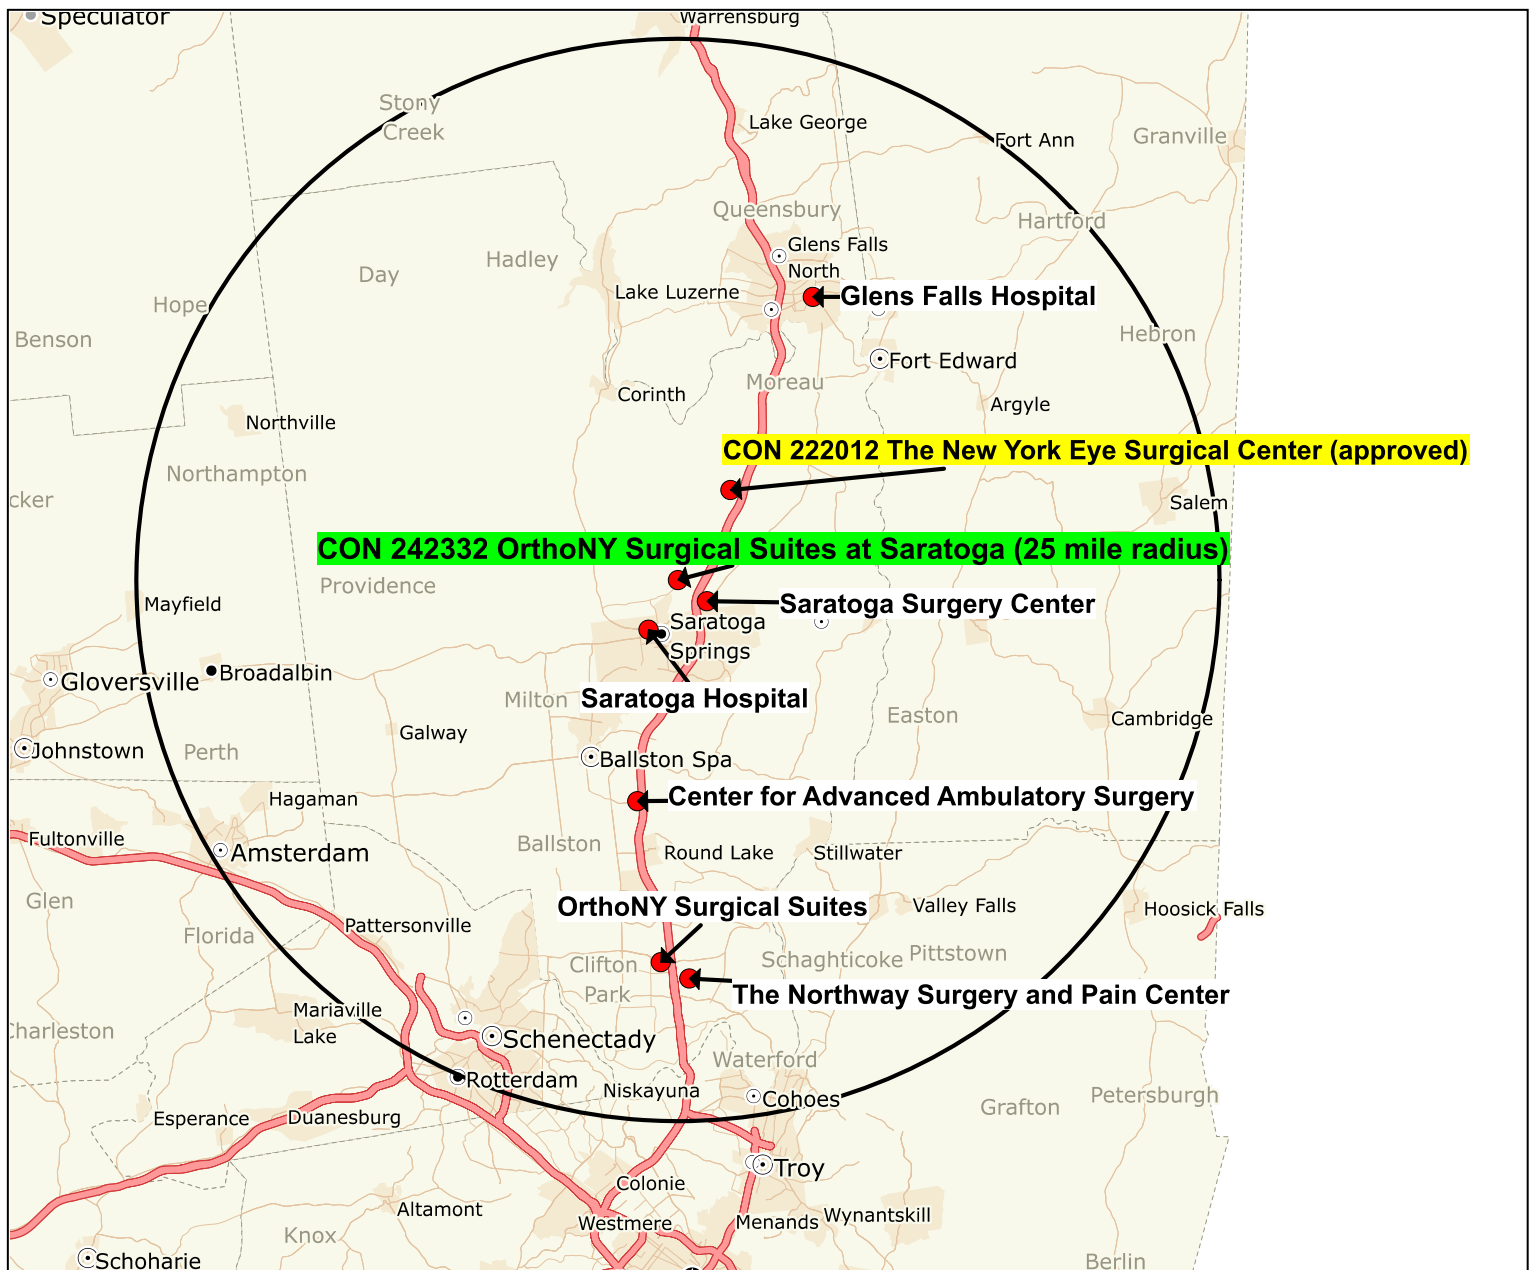 Speculator
Warrensburg
Stony
Creek
Lake George
Fort Ann
Granville
Queensbury
Hartford
Glens Falls
North
Hadley
Day
Lake Luzerne
Glens Falls Hospital
Hope
Benson
Hebron
Fort Edward
Moreau
Corinth
Argyle
Northville
CON 222012 The New York Eye Surgical Center (approved)
Northampton
cker
Salem
CON 242332 OrthoNY Surgical Suites at Saratoga (25 mile radius)
Providence
Mayfield
Saratoga Surgery Center
Saratoga
Springs
Broadalbin
Gloversville
Saratoga Hospital
Milton
Easton
Cambridge
Galway
Johnstown
Perth
Ballston Spa
Center for Advanced Ambulatory Surgery
Hagaman
Fultonville
Amsterdam
Ballston
Round Lake
Stillwater
Glen
OrthoNY Surgical Suites
Valley Falls
Hoosick Falls
Pattersonville
Florida
Clifton
Park
Schaghticoke
Pittstown
The Northway Surgery and Pain Center
Mariaville
Lake
Charleston
Schenectady
Waterford
Rotterdam
Niskayuna
Cohoes
Petersburgh
Grafton
Esperance
Duanesburg
Troy
Colonie
Altamont
Westmere
Menands
Wynantskill
Knox
Schoharie
Berlin